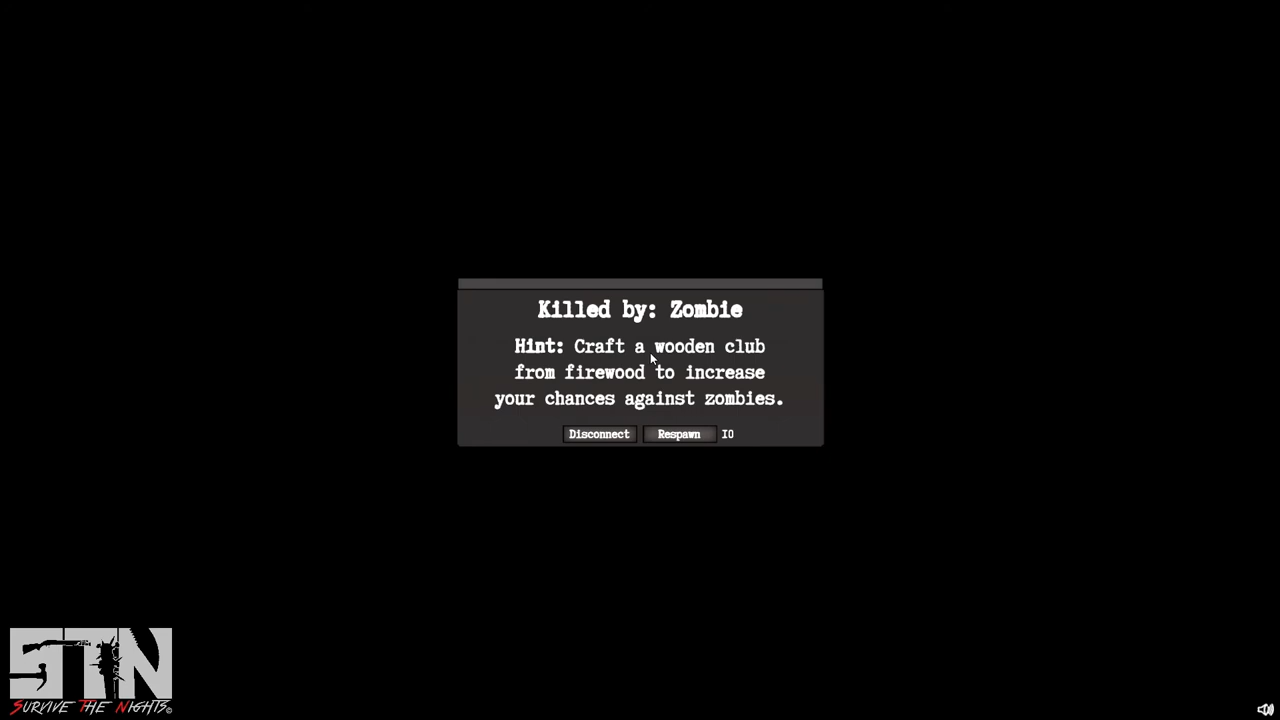 Killed by: Zombie
Hint: Craft a wooden club
from firewood to increase
your chances against zombies.
Disconnect Respawn 10
STN
SURVIVE THE NIGHTS©